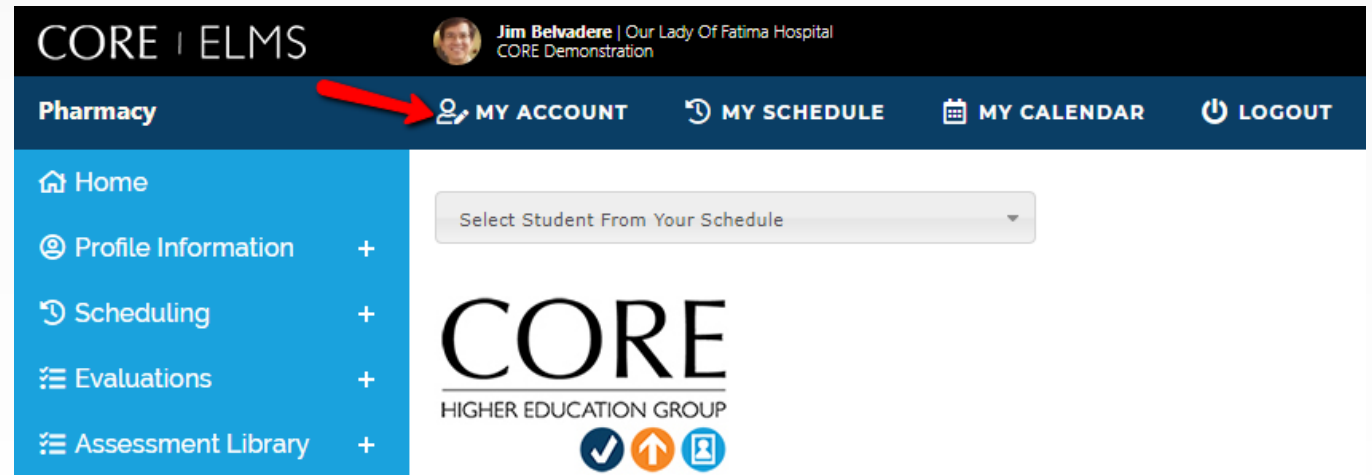 CORE | ELMS
Jim Belvadere | Our Lady Of Fatima Hospital
CORE Demonstration
Pharmacy
MY ACCOUNT
MY SCHEDULE
MY CALENDAR
LOGOUT
Home
Profile Information +
Scheduling +
Evaluations +
Assessment Library +
Select Student From Your Schedule
CORE
HIGHER EDUCATION GROUP